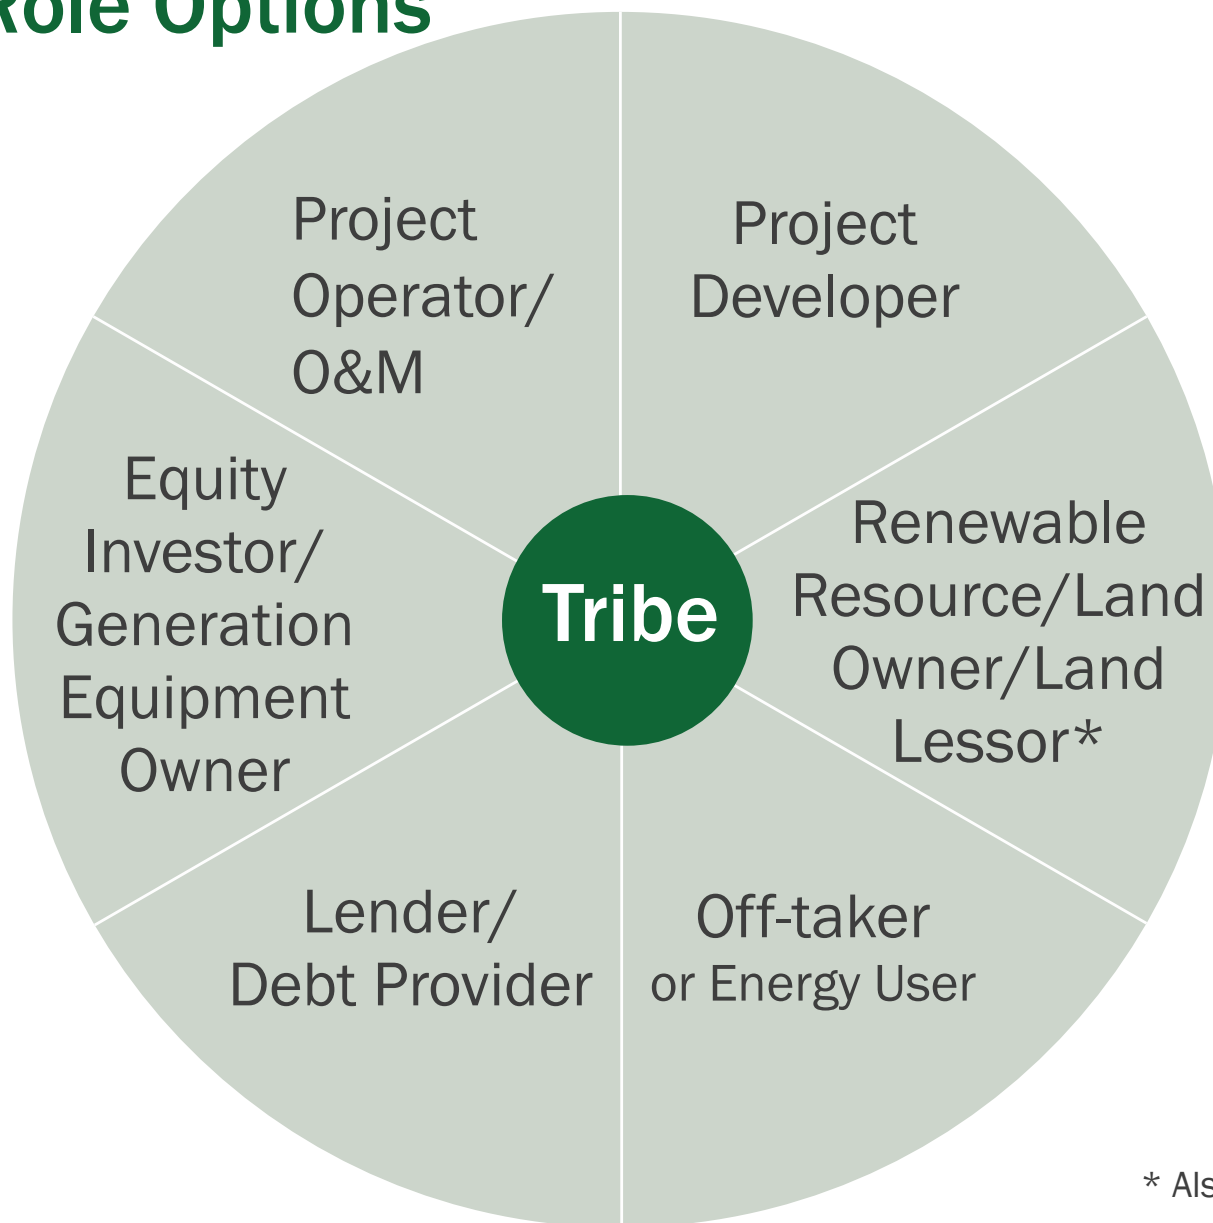 Role Options
Project
Operator/
O&M
Project
Developer
Equity
Investor/
Generation
Equipment
Owner
Renewable
Resource/Land
Owner/Land
Lessor*
Tribe
Lender/
Debt Provider
Off-taker
or Energy User
*